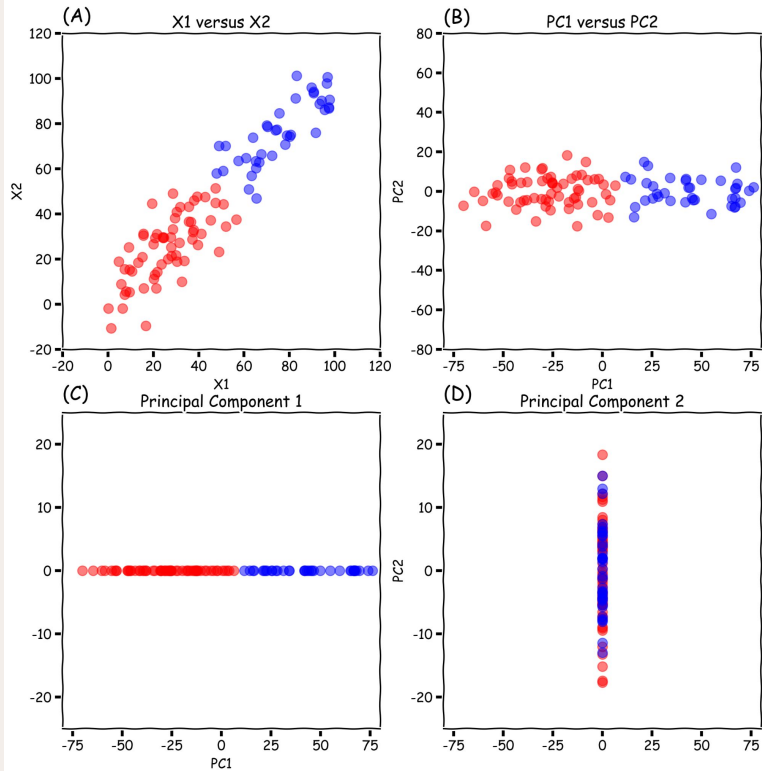 (A)
X1 versus X2
120
100
80
60
40
20
0
-20
X2
-20 0 20 40 60 80 100 120
X1
(B)
PC1 versus PC2
80
60
40
20
0
-20
-40
-60
-80
PC2
-75 -50 -25 0 25 50 75
PC1
(C)
Principal Component 1
20
10
0
-10
-20
-75 -50 -25 0 25 50 75
PC1
(D)
Principal Component 2
20
10
0
-10
-20
PC2
-75 -50 -25 0 25 50 75